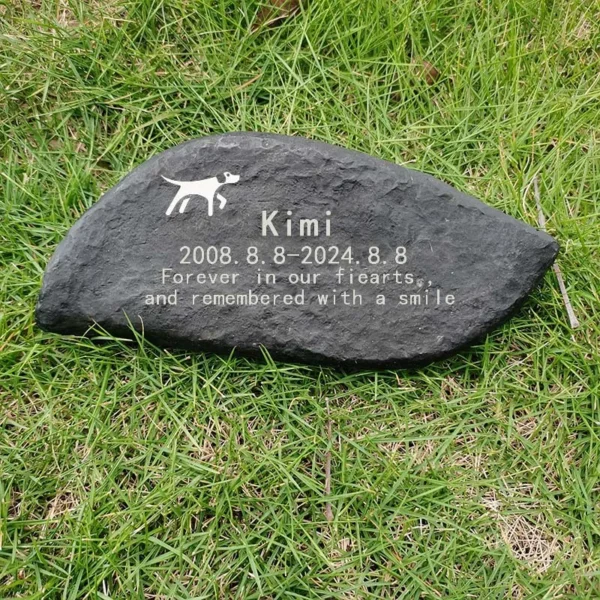 Kimi
2008.8.8-2024.8.8
Forever in our fiearts.,
and remembered with a smile